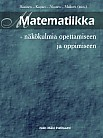 Matematiikka
- näkökulmia opettamiseen
ja oppimiseen